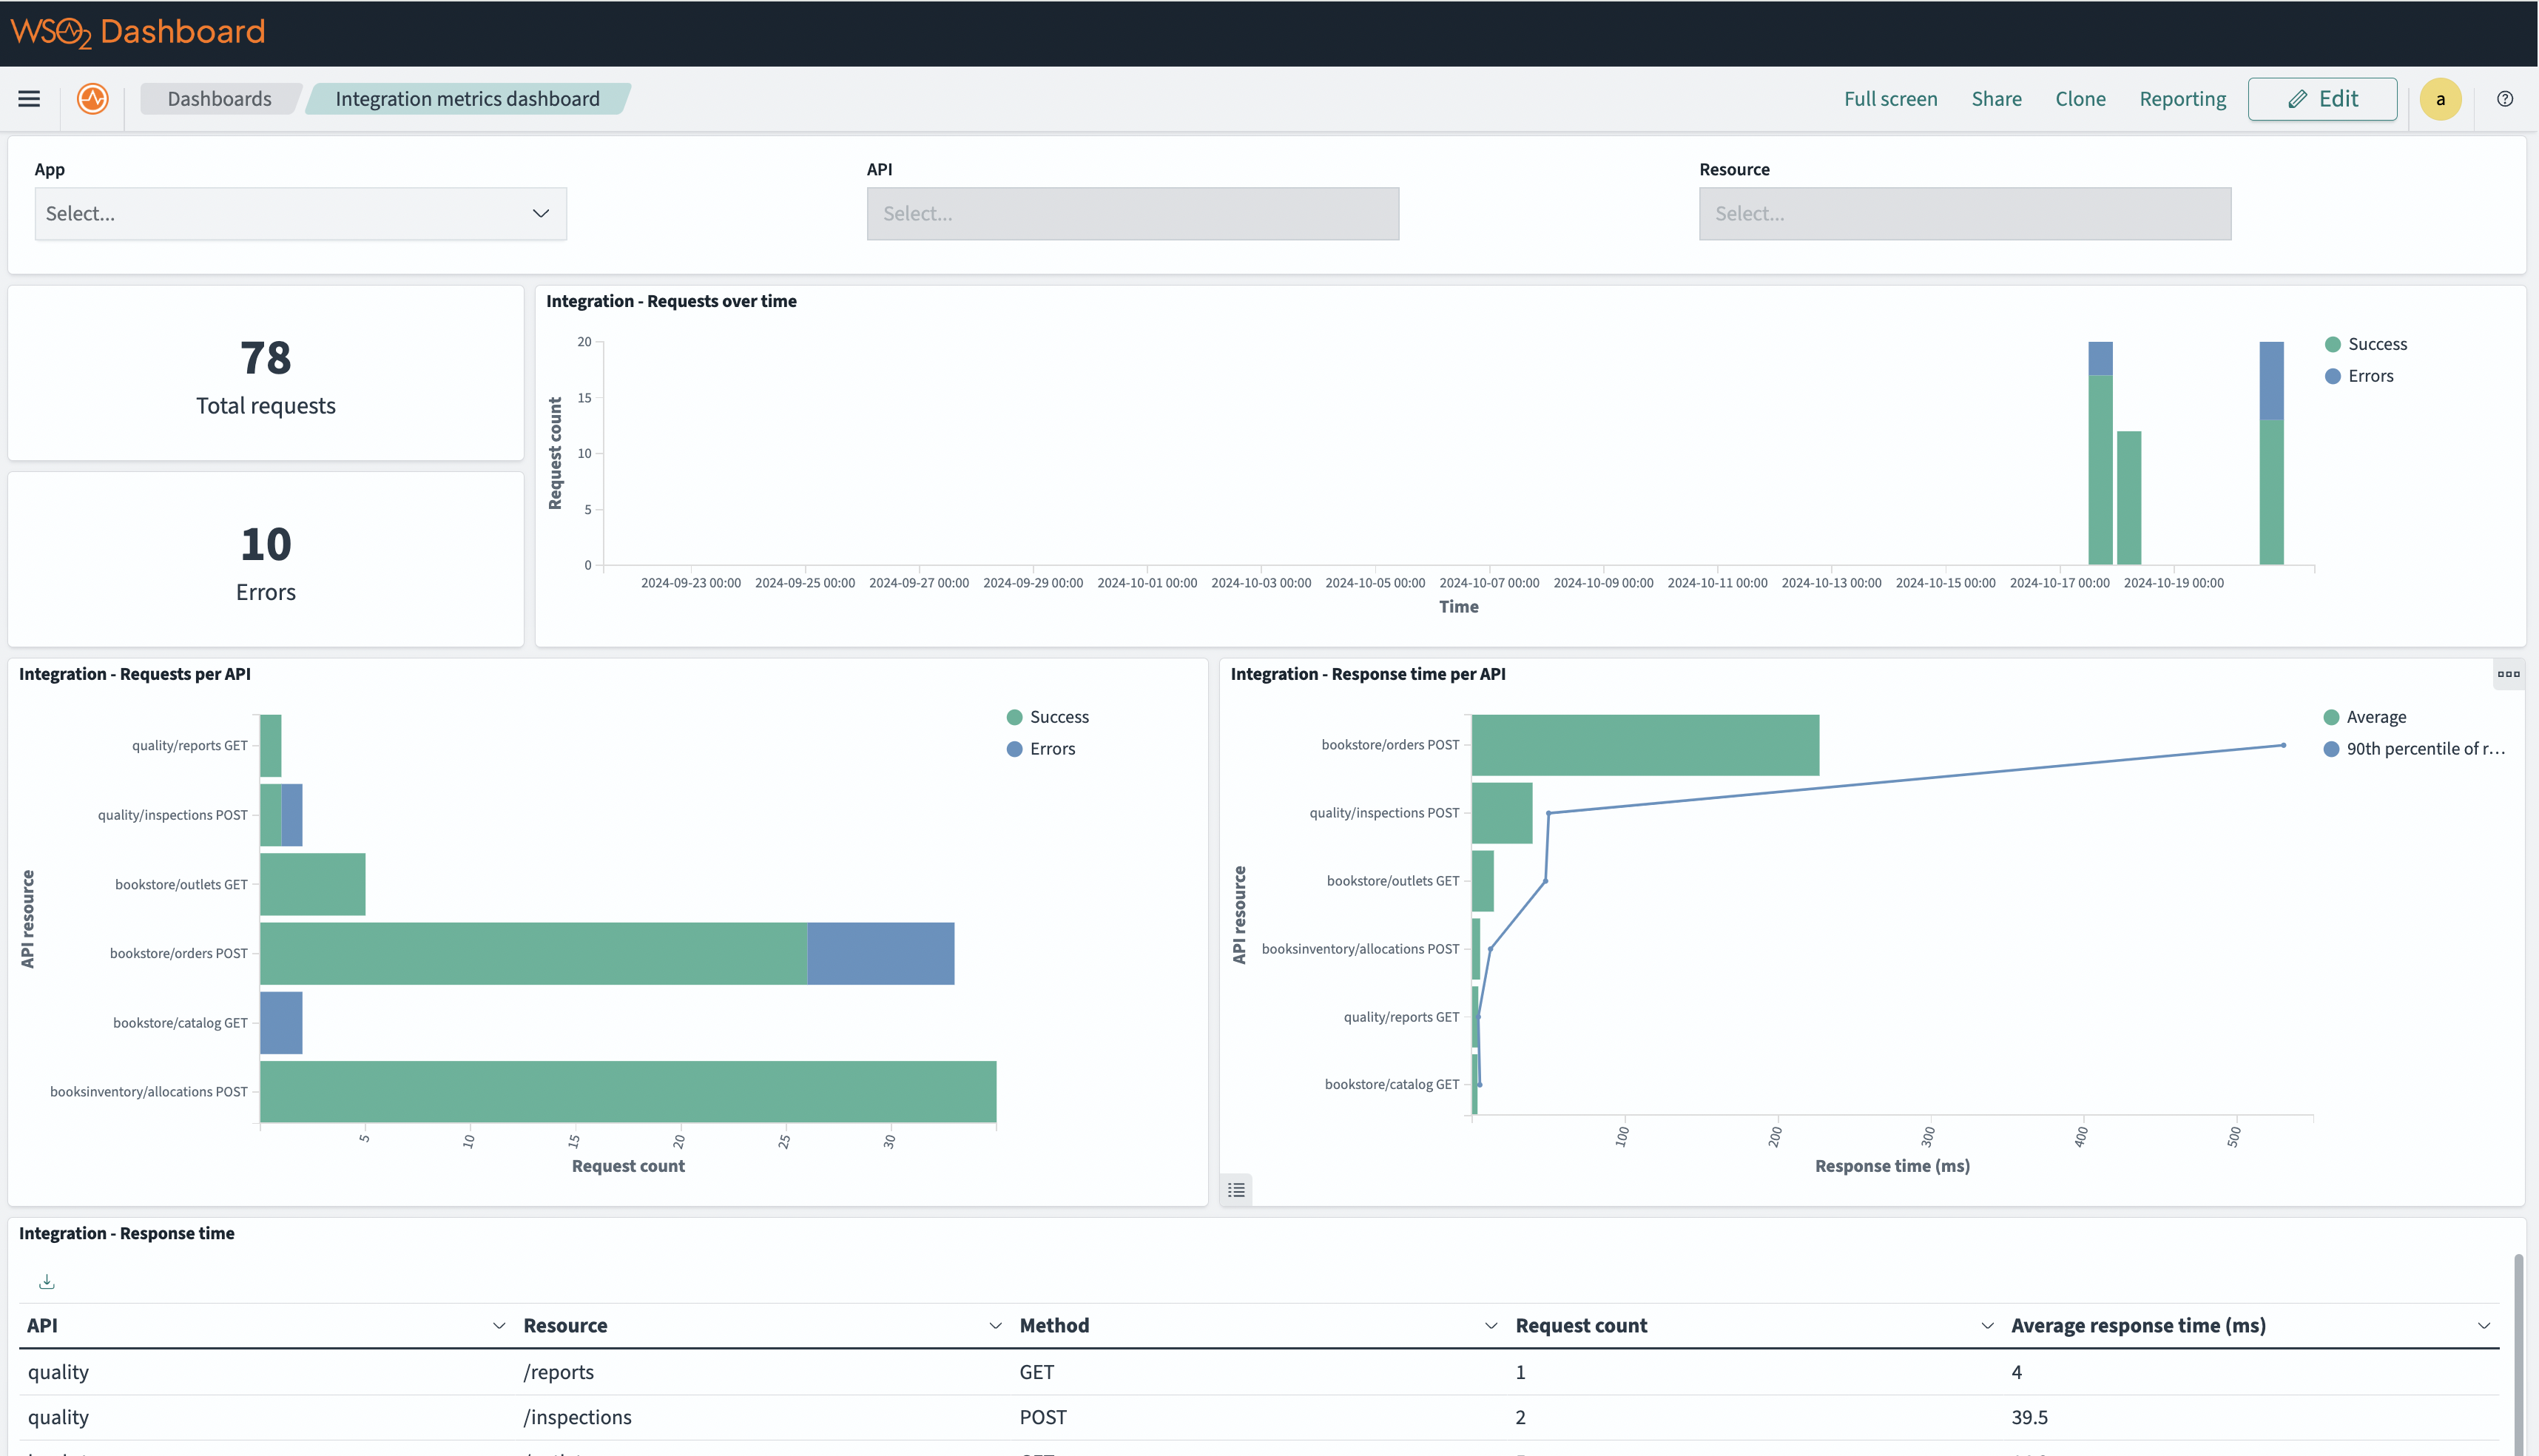 WSO2 Dashboard
Dashboards
Integration metrics dashboard
Full screen
Share
Clone
Reporting
Edit
a
App
API
Resource
Select...
Select...
Select...
78
Total requests
10
Errors
Integration - Requests over time
Request count
20
15
10
5
0
2024-09-23 00:00
2024-09-25 00:00
2024-09-27 00:00
2024-09-29 00:00
2024-10-01 00:00
2024-10-03 00:00
2024-10-05 00:00
2024-10-07 00:00
2024-10-09 00:00
2024-10-11 00:00
2024-10-13 00:00
2024-10-15 00:00
2024-10-17 00:00
2024-10-19 00:00
Time
Success
Errors
Integration - Requests per API
API resource
quality/reports GET
quality/inspections POST
bookstore/outlets GET
bookstore/orders POST
bookstore/catalog GET
booksinventory/allocations POST
5
10
15
20
25
30
Request count
Success
Errors
Integration - Response time per API
API resource
bookstore/orders POST
quality/inspections POST
bookstore/outlets GET
booksinventory/allocations POST
quality/reports GET
bookstore/catalog GET
100
200
300
400
500
Response time (ms)
Average
90th percentile of r...
Integration - Response time
API Resource Method Request count Average response time (ms)
quality /reports GET 1 4
quality /inspections POST 2 39.5